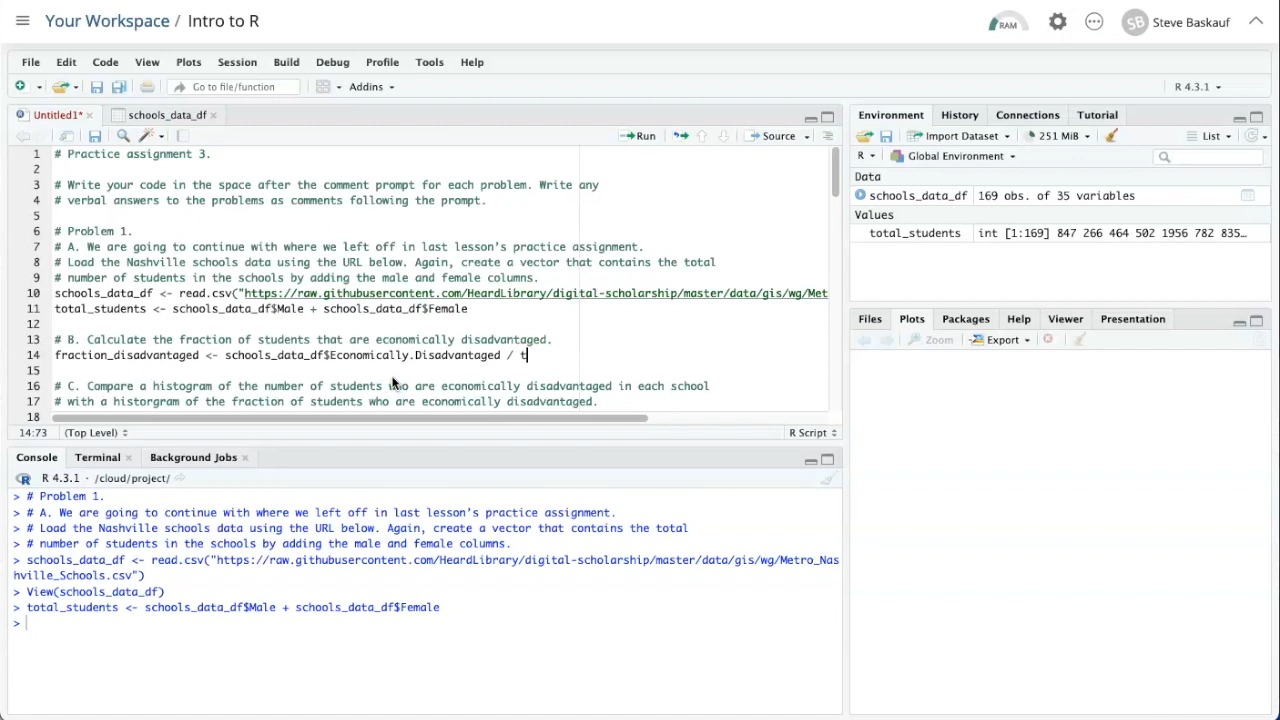 Your Workspace / Intro to R
RAM
SB Steve Baskauf
File Edit Code View Plots Session Build Debug Profile Tools Help
Go to file/function Addins R 4.3.1
Untitled1* schools_data_df
Run Source
1 # Practice assignment 3.
2
3 # Write your code in the space after the comment prompt for each problem. Write any
4 # verbal answers to the problems as comments following the prompt.
5
6 # Problem 1.
7 # A. We are going to continue with where we left off in last lesson's practice assignment.
8 # Load the Nashville schools data using the URL below. Again, create a vector that contains the total
9 # number of students in the schools by adding the male and female columns.
10 schools_data_df <- read.csv("https://raw.githubusercontent.com/HeardLibrary/digital-scholarship/master/data/gis/wg/Met
11 total_students <- schools_data_df$Male + schools_data_df$Female
12
13 # B. Calculate the fraction of students that are economically disadvantaged.
14 fraction_disadvantaged <- schools_data_df$Economically.Disadvantaged / t
15
16 # C. Compare a histogram of the number of students who are economically disadvantaged in each school
17 # with a historgram of the fraction of students who are economically disadvantaged.
18
14:73 (Top Level) R Script
Console Terminal Background Jobs
R 4.3.1 · /cloud/project/
> # Problem 1.
> # A. We are going to continue with where we left off in last lesson's practice assignment.
> # Load the Nashville schools data using the URL below. Again, create a vector that contains the total
> # number of students in the schools by adding the male and female columns.
> schools_data_df <- read.csv("https://raw.githubusercontent.com/HeardLibrary/digital-scholarship/master/data/gis/wg/Metro_Na
shville_Schools.csv")
> View(schools_data_df)
> total_students <- schools_data_df$Male + schools_data_df$Female
>
Environment History Connections Tutorial
Import Dataset 251 MiB List
R Global Environment
Data
schools_data_df 169 obs. of 35 variables
Values
total_students int [1:169] 847 266 464 502 1956 782 835…
Files Plots Packages Help Viewer Presentation
Zoom Export